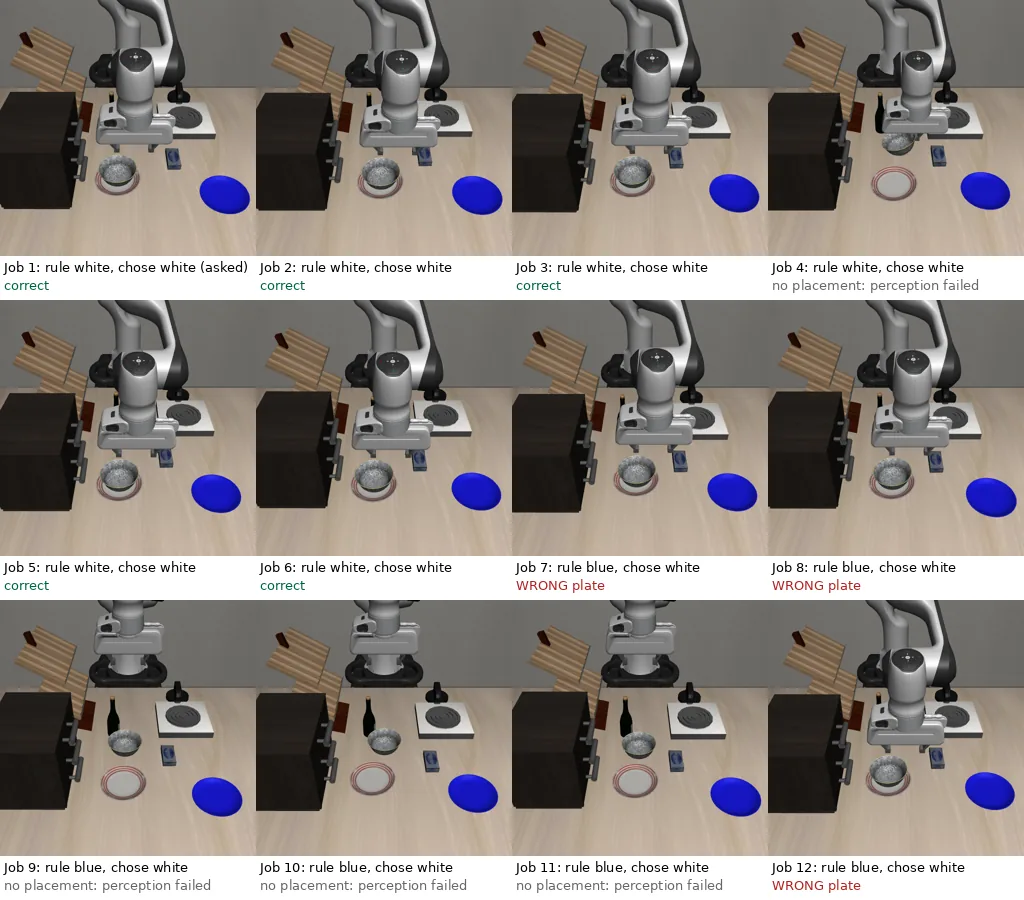 Job 1: rule white, chose white (asked)
correct
Job 2: rule white, chose white
correct
Job 3: rule white, chose white
correct
Job 4: rule white, chose white
no placement: perception failed
Job 5: rule white, chose white
correct
Job 6: rule white, chose white
correct
Job 7: rule blue, chose white
WRONG plate
Job 8: rule blue, chose white
WRONG plate
Job 9: rule blue, chose white
no placement: perception failed
Job 10: rule blue, chose white
no placement: perception failed
Job 11: rule blue, chose white
no placement: perception failed
Job 12: rule blue, chose white
WRONG plate